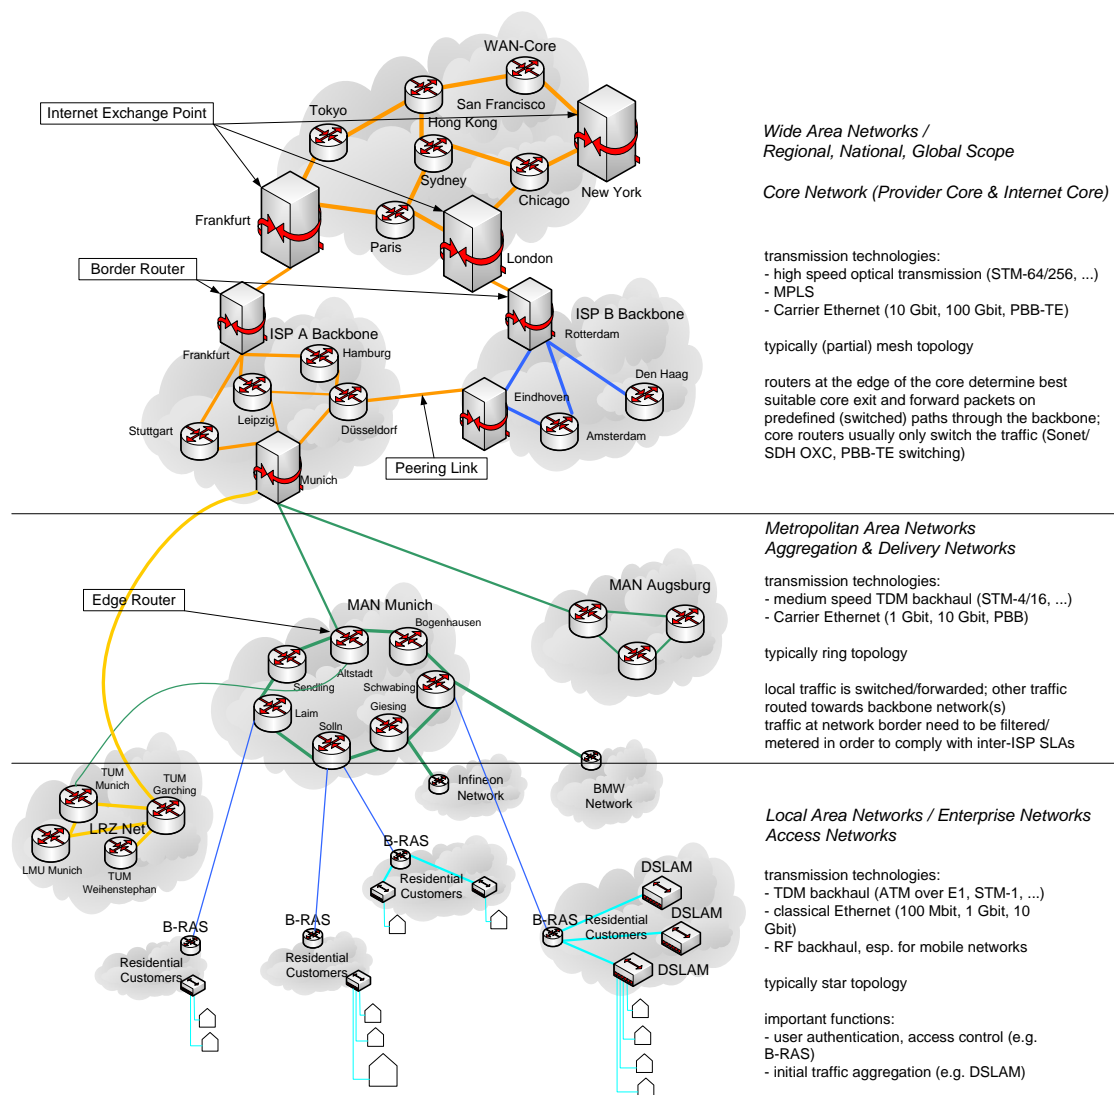 WAN-Core
Internet Exchange Point
Tokyo
San Francisco
Hong Kong
Sydney
Chicago
New York
Frankfurt
Paris
London
Border Router
ISP A Backbone
ISP B Backbone
Rotterdam
Frankfurt
Hamburg
Den Haag
Eindhoven
Leipzig
Stuttgart
Düsseldorf
Amsterdam
Peering Link
Munich
Wide Area Networks /
Regional, National, Global Scope
Core Network (Provider Core & Internet Core)
transmission technologies:
- high speed optical transmission (STM-64/256, ...)
- MPLS
- Carrier Ethernet (10 Gbit, 100 Gbit, PBB-TE)
typically (partial) mesh topology
routers at the edge of the core determine best
suitable core exit and forward packets on
predefined (switched) paths through the backbone;
core routers usually only switch the traffic (Sonet/
SDH OXC, PBB-TE switching)
Edge Router
MAN Munich
MAN Augsburg
Bogenhausen
Altstadt
Sendling
Schwabing
Laim
Giesing
Solln
Metropolitan Area Networks
Aggregation & Delivery Networks
transmission technologies:
- medium speed TDM backhaul (STM-4/16, ...)
- Carrier Ethernet (1 Gbit, 10 Gbit, PBB)
typically ring topology
local traffic is switched/forwarded; other traffic
routed towards backbone network(s)
traffic at network border need to be filtered/
metered in order to comply with inter-ISP SLAs
TUM
Munich
TUM
Garching
LRZ Net
LMU Munich
TUM
Weihenstephan
Infineon
Network
BMW
Network
B-RAS
Residential
Customers
B-RAS
Residential
Customers
B-RAS
Residential
Customers
B-RAS
Residential
Customers
DSLAM
DSLAM
DSLAM
Local Area Networks / Enterprise Networks
Access Networks
transmission technologies:
- TDM backhaul (ATM over E1, STM-1, ...)
- classical Ethernet (100 Mbit, 1 Gbit, 10
Gbit)
- RF backhaul, esp. for mobile networks
typically star topology
important functions:
- user authentication, access control (e.g.
B-RAS)
- initial traffic aggregation (e.g. DSLAM)